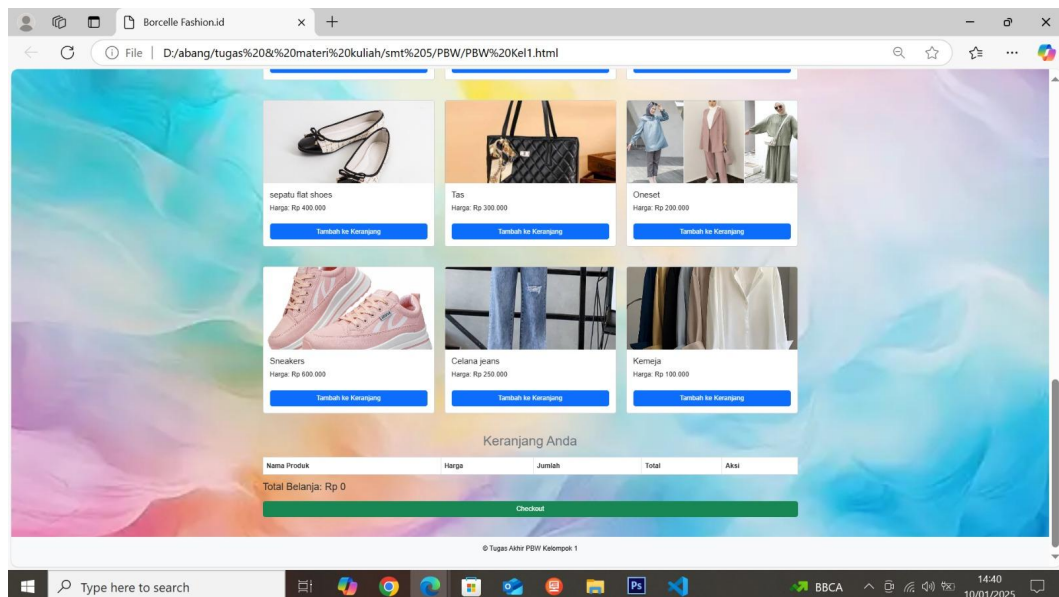 Borcelle Fashion.id
File | D:/abang/tugas%20&%20materi%20kuliah/smt%205/PBW/PBW%20Kel1.html
sepatu flat shoes
Harga: Rp 400.000
Tambah ke Keranjang
Tas
Harga: Rp 300.000
Tambah ke Keranjang
Oneset
Harga: Rp 200.000
Tambah ke Keranjang
Sneakers
Harga: Rp 600.000
Tambah ke Keranjang
Celana jeans
Harga: Rp 250.000
Tambah ke Keranjang
Kemeja
Harga: Rp 100.000
Tambah ke Keranjang
Keranjang Anda
Nama Produk Harga Jumlah Total Aksi
Total Belanja: Rp 0
Checkout
© Tugas Akhir PBW Kelompok 1
Type here to search
Ps
BBCA
14:40
10/01/2025